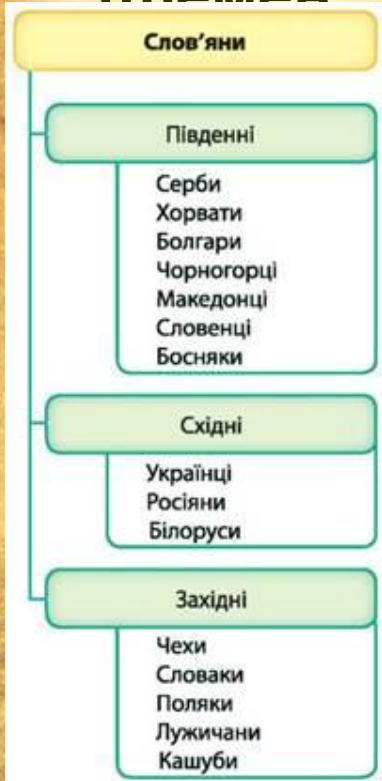 Слов’яни
Південні
Серби
Хорвати
Болгари
Чорногорці
Македонці
Словенці
Босняки
Східні
Українці
Росіяни
Білоруси
Західні
Чехи
Словаки
Поляки
Лужичани
Кашуби